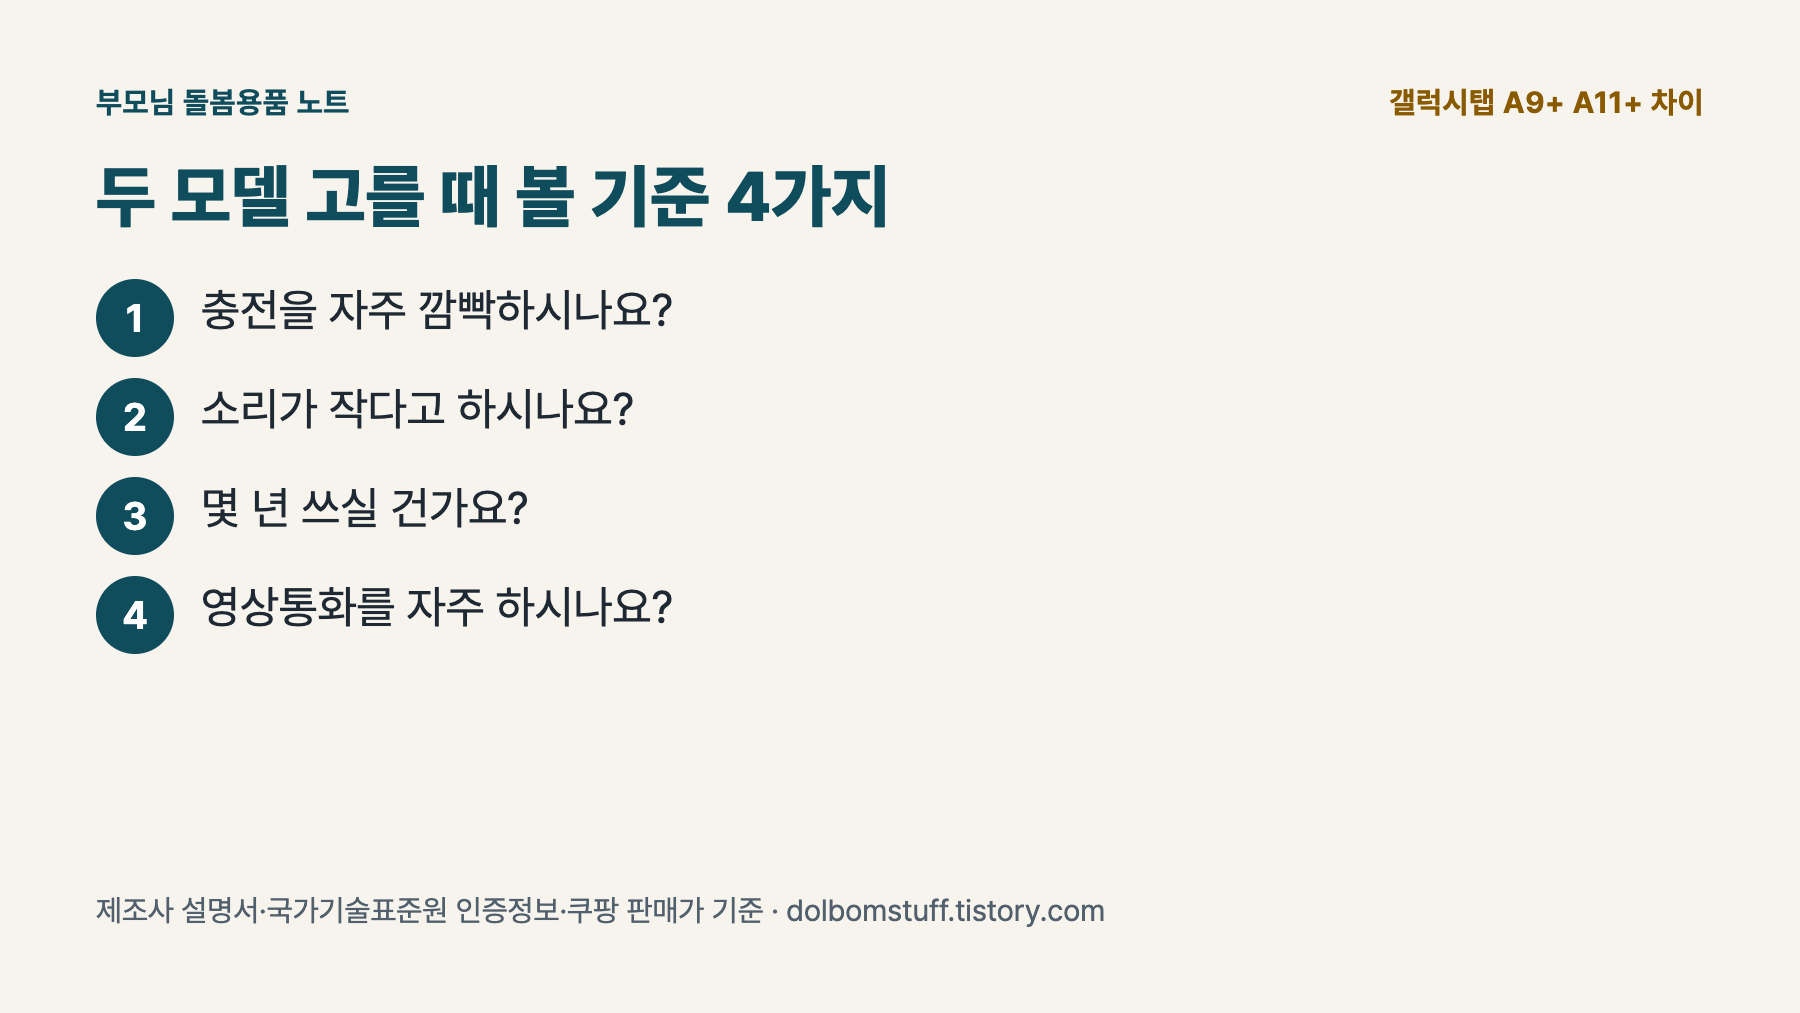 부모님 돌봄용품 노트
갤럭시탭 A9+ A11+ 차이
두 모델 고를 때 볼 기준 4가지
1 충전을 자주 깜빡하시나요?
2 소리가 작다고 하시나요?
3 몇 년 쓰실 건가요?
4 영상통화를 자주 하시나요?
제조사 설명서·국가기술표준원 인증정보·쿠팡 판매가 기준 · dolbomstuff.tistory.com